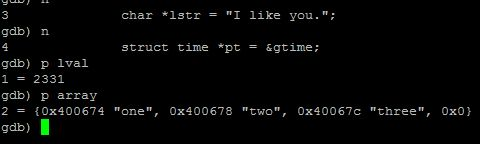 gdb) n
3 char *lstr = "I like you.";
gdb) n
4 struct time *pt = &gtime;
gdb) p lval
1 = 2331
gdb) p array
2 = {0x400674 "one", 0x400678 "two", 0x40067c "three", 0x0}
gdb)